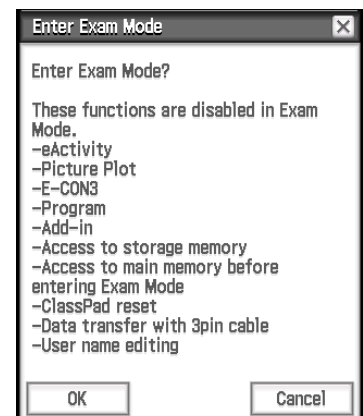 Enter Exam Mode
Enter Exam Mode?
These functions are disabled in Exam
Mode.
-eActivity
-Picture Plot
-E-CON3
-Program
-Add-in
-Access to storage memory
-Access to main memory before
entering Exam Mode
-ClassPad reset
-Data transfer with 3pin cable
-User name editing
OK
Cancel